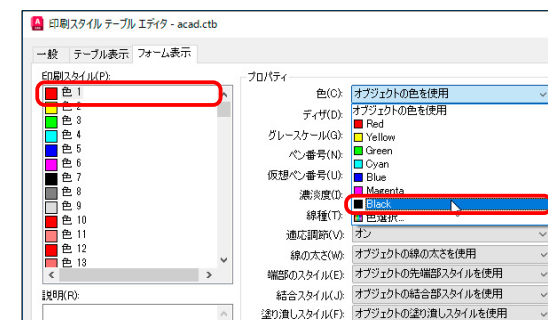 印刷スタイル テーブル エディタ - acad.ctb
一般 テーブル表示 フォーム表示
印刷スタイル(P):
色 1
色 2
色 3
色 4
色 5
色 6
色 7
色 8
色 9
色 10
色 11
色 12
色 13
説明(R):
プロパティ
色(C): オブジェクトの色を使用
オブジェクトの色を使用
Red
Yellow
Green
Cyan
Blue
Magenta
Black
色選択...
ディザ(D):
グレースケール(G):
ペン番号(N):
仮想ペン番号(U):
濃淡度(I):
線種(T):
適応調節(V): オン
線の太さ(W): オブジェクトの線の太さを使用
端部のスタイル(E): オブジェクトの先端部スタイルを使用
結合スタイル(J): オブジェクトの結合部スタイルを使用
塗り潰しスタイル(F): オブジェクトの塗り潰しスタイルを使用